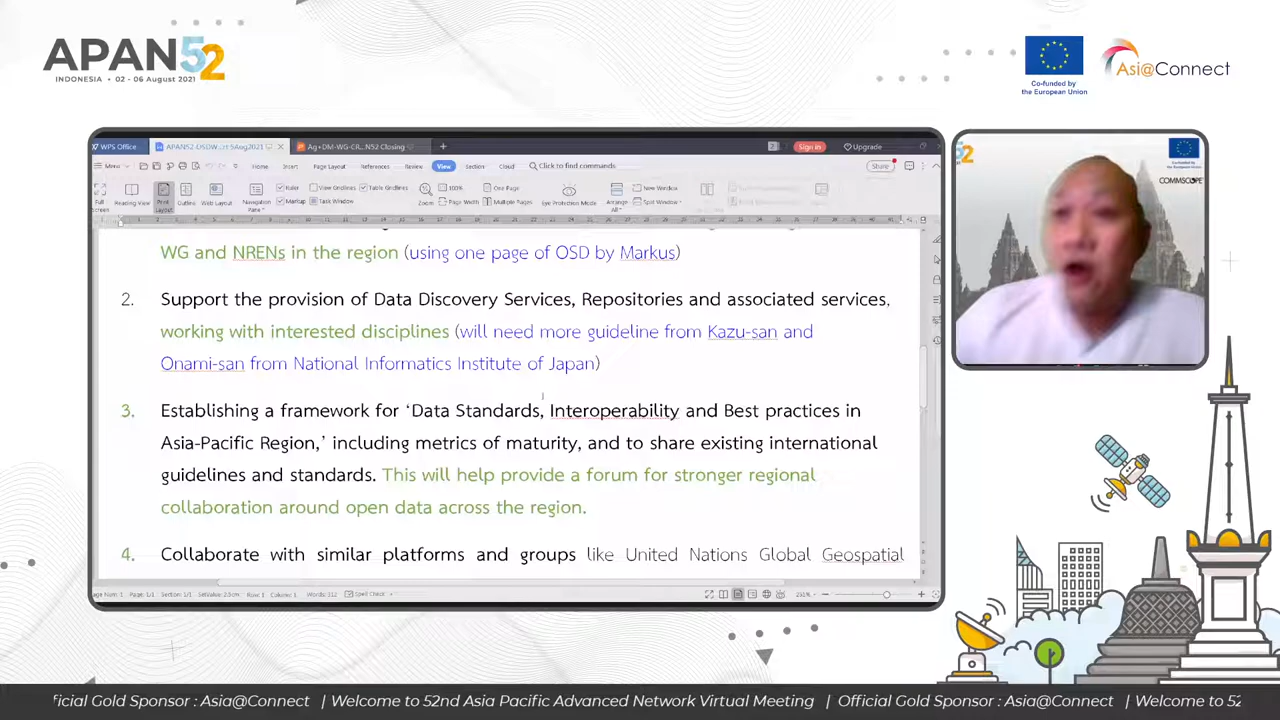 APAN52
INDONESIA • 02 - 06 August 2021
Co-funded by
the European Union
Asi@Connect
WPS Office
APAN52-DSDW...zt 5Aug2021
Ag+DM-WG-CR...N52 Closing
Sign in
Upgrade
Menu
Home
Insert
Page Layout
References
Review
View
Section
Cloud
Click to find commands
Share
Full
Screen
Reading View
Print
Layout
Outline
Web Layout
Navigation
Pane
Ruler
View Gridlines
Table Gridlines
Markup
Task Window
Zoom
100%
One Page
Page Width
Multiple Pages
Eye Protection Mode
Arrange
All
New Window
Split Window
52
COMMSCOPE
WG and NRENs in the region (using one page of OSD by Markus)
2. Support the provision of Data Discovery Services, Repositories and associated services,
working with interested disciplines (will need more guideline from Kazu-san and
Onami-san from National Informatics Institute of Japan)
3. Establishing a framework for ‘Data Standards, Interoperability and Best practices in
Asia-Pacific Region,’ including metrics of maturity, and to share existing international
guidelines and standards. This will help provide a forum for stronger regional
collaboration around open data across the region.
4. Collaborate with similar platforms and groups like United Nations Global Geospatial
Page: 1/1 Section: 1/1 SetValue: 2.5cm Row: 1 Column: 1 Words: 312 Spell Check
251%
ficial Gold Sponsor : Asia@Connect | Welcome to 52nd Asia Pacific Advanced Network Virtual Meeting | Official Gold Sponsor : Asia@Connect | Welcome to 52